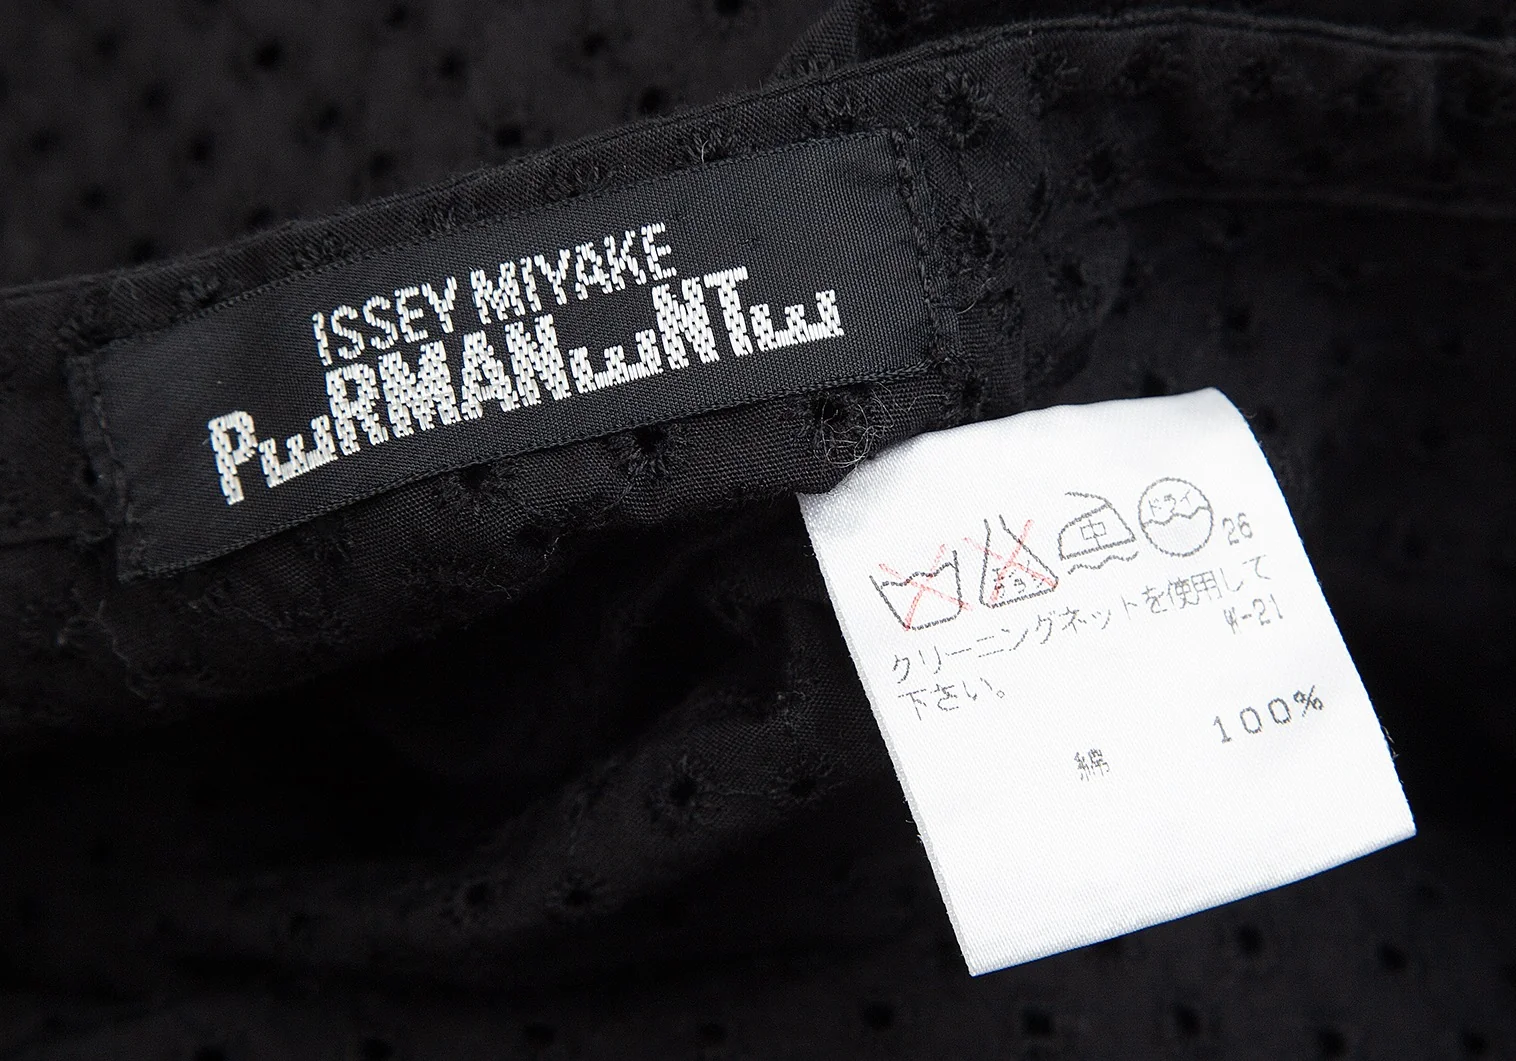 ISSEY MIYAKE
PERMANENTE
中 ドライ 26
クリーニングネットを使用して
W-21
下さい。
綿 100%